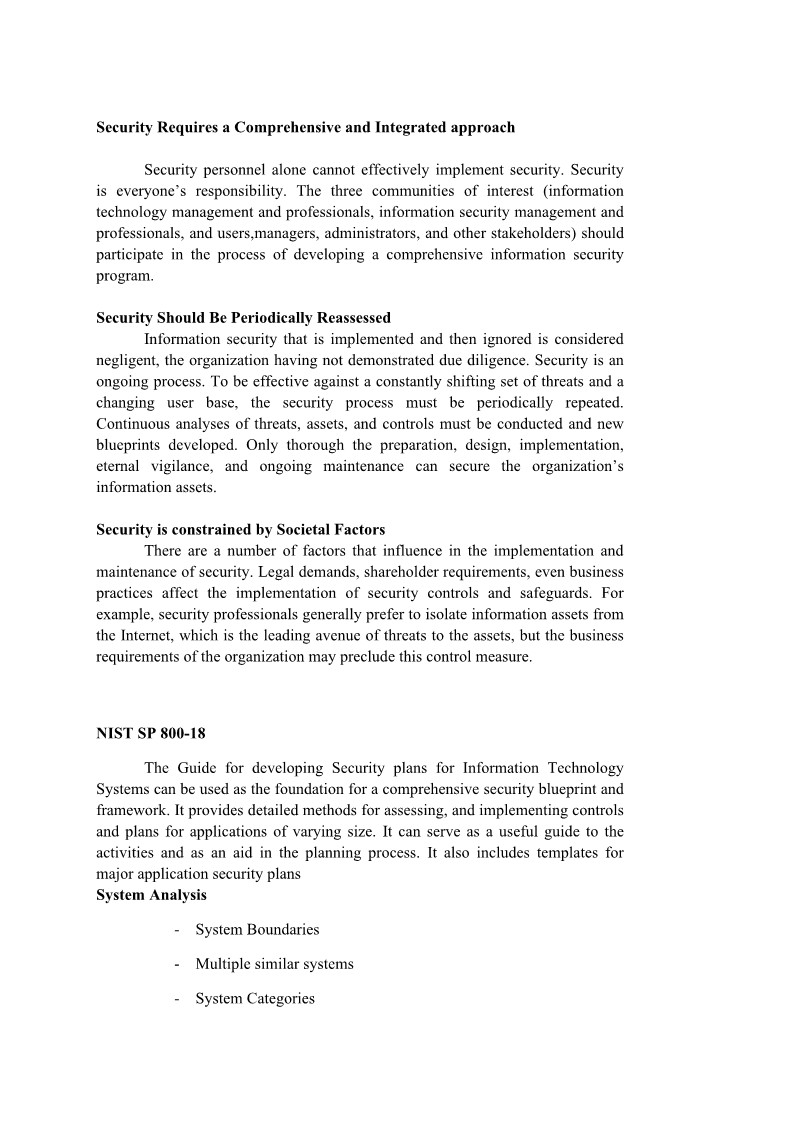 Security Requires a Comprehensive and Integrated approach
Security personnel alone cannot effectively implement security. Security
is everyone’s responsibility. The three communities of interest (information
technology management and professionals, information security management and
professionals, and users,managers, administrators, and other stakeholders) should
participate in the process of developing a comprehensive information security
program.
Security Should Be Periodically Reassessed
Information security that is implemented and then ignored is considered
negligent, the organization having not demonstrated due diligence. Security is an
ongoing process. To be effective against a constantly shifting set of threats and a
changing user base, the security process must be periodically repeated.
Continuous analyses of threats, assets, and controls must be conducted and new
blueprints developed. Only thorough the preparation, design, implementation,
eternal vigilance, and ongoing maintenance can secure the organization’s
information assets.
Security is constrained by Societal Factors
There are a number of factors that influence in the implementation and
maintenance of security. Legal demands, shareholder requirements, even business
practices affect the implementation of security controls and safeguards. For
example, security professionals generally prefer to isolate information assets from
the Internet, which is the leading avenue of threats to the assets, but the business
requirements of the organization may preclude this control measure.
NIST SP 800-18
The Guide for developing Security plans for Information Technology
Systems can be used as the foundation for a comprehensive security blueprint and
framework. It provides detailed methods for assessing, and implementing controls
and plans for applications of varying size. It can serve as a useful guide to the
activities and as an aid in the planning process. It also includes templates for
major application security plans
System Analysis
- System Boundaries
- Multiple similar systems
- System Categories